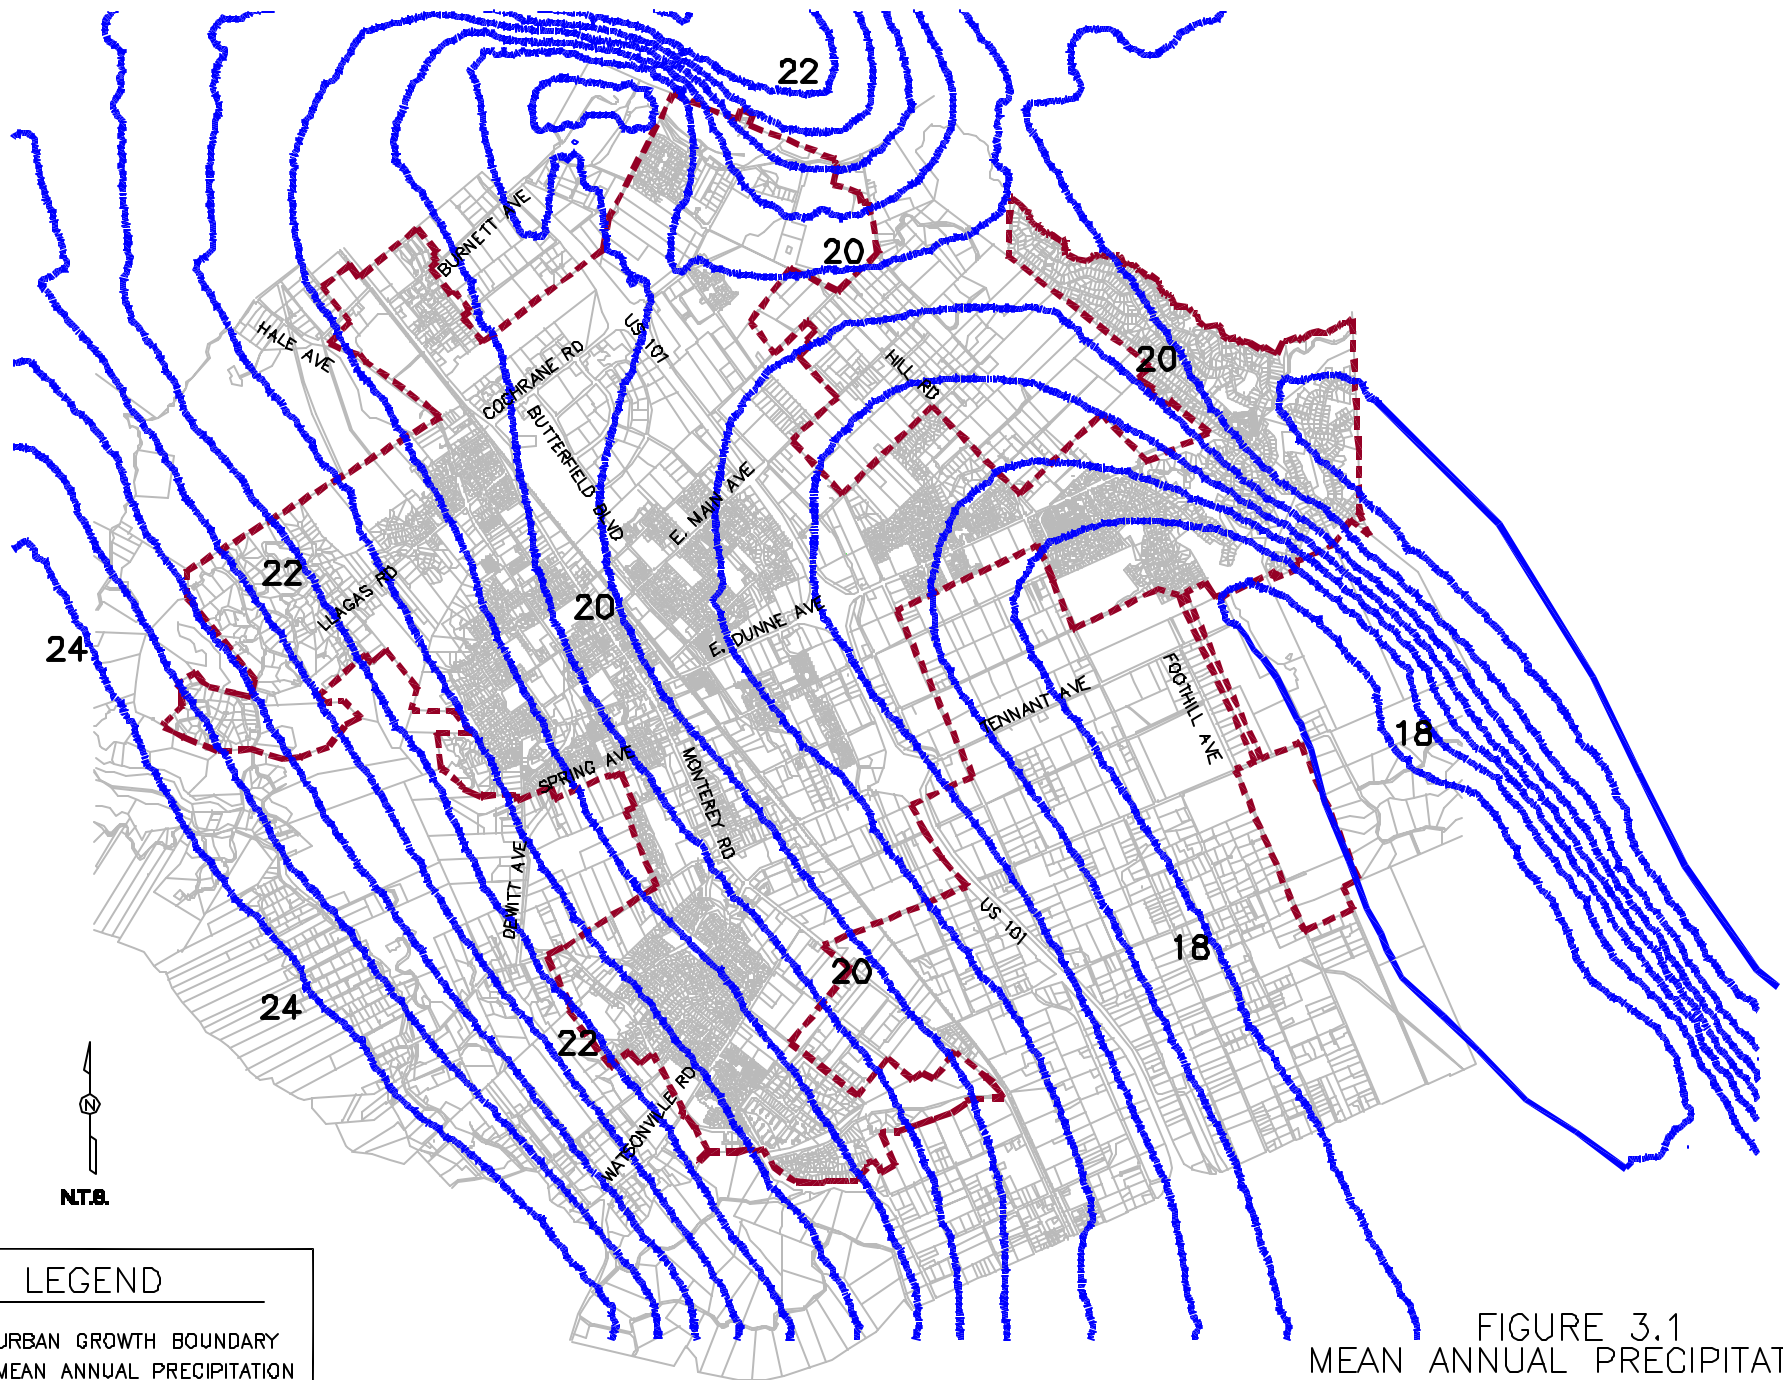 22
BURNETT AVE
20
HALE AVE
US 101
COCHRANE RD
HILL RD
20
BUTTERFIELD BLVD
E. MAIN AVE
22
LLAGAS RD
20
E. DUNNE AVE
24
TENNANT AVE
FOOTHILL AVE
18
SPRING AVE
MONTEREY RD
DEWITT AVE
US 101
18
20
24
22
WATSONVILLE RD
N
N.T.S.
LEGEND
URBAN GROWTH BOUNDARY
MEAN ANNUAL PRECIPITATION
FIGURE 3.1
MEAN ANNUAL PRECIPITAT